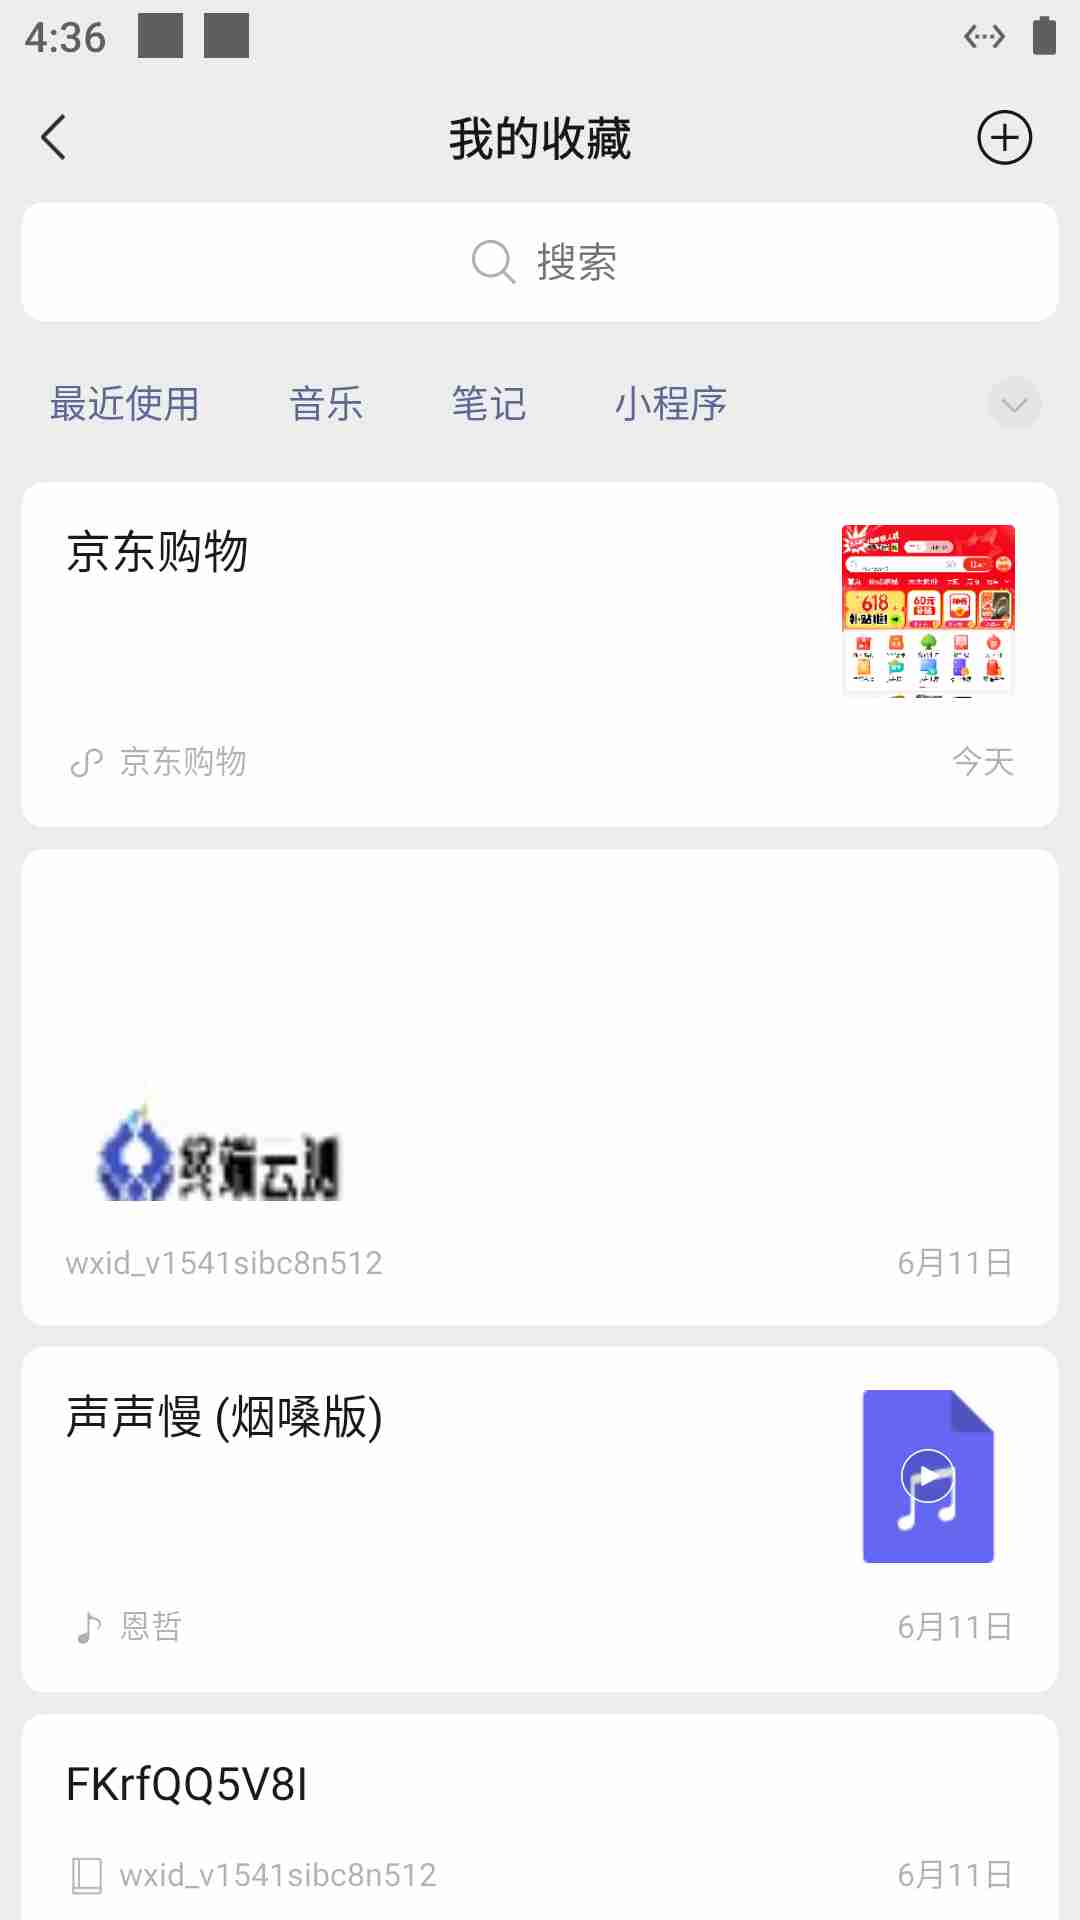 4:36
我的收藏
搜索
最近使用 音乐 笔记 小程序
京东购物
618
60元
京东购物 今天
终端云测
wxid_v1541sibc8n512 6月11日
声声慢 (烟嗓版)
恩哲 6月11日
FKrfQQ5V8I
wxid_v1541sibc8n512 6月11日